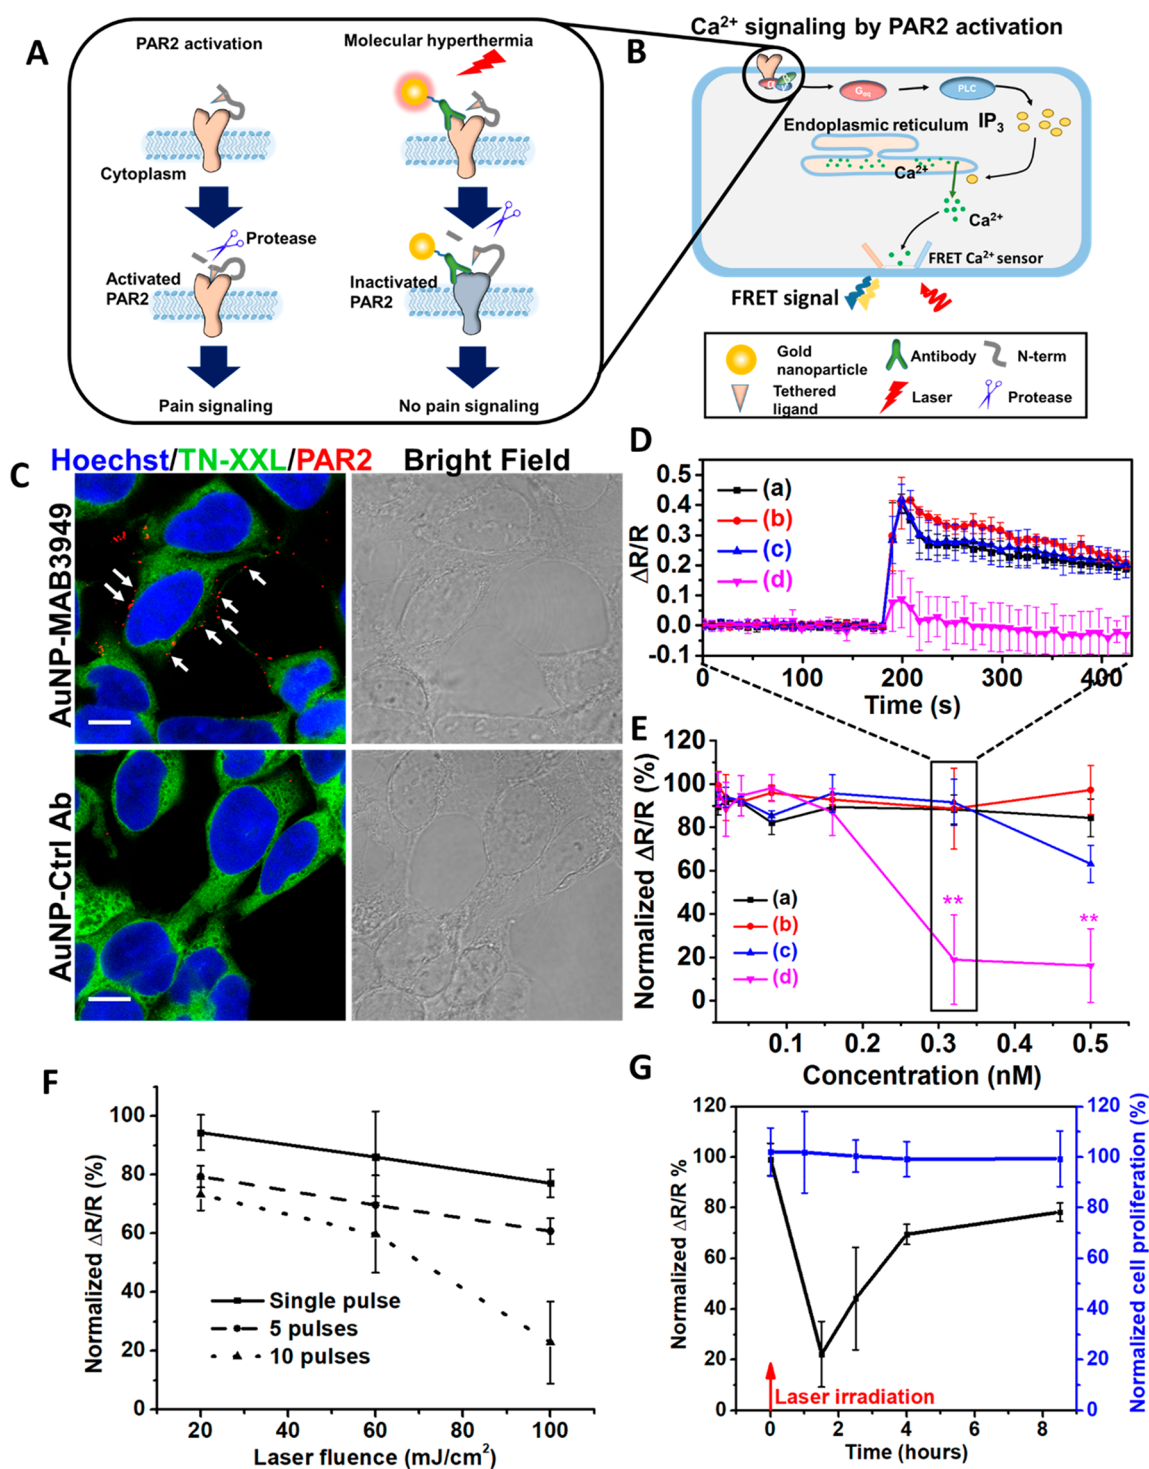 A
PAR2 activation
Molecular hyperthermia
Cytoplasm
Protease
Activated
PAR2
Inactivated
PAR2
Pain signaling
No pain signaling
Ca²⁺ signaling by PAR2 activation
B
Gαq
PLC
IP₃
Endoplasmic reticulum
Ca²⁺
Ca²⁺
FRET Ca²⁺ sensor
FRET signal
Gold
nanoparticle
Antibody
N-term
Tethered
ligand
Laser
Protease
C
Hoechst/TN-XXL/PAR2
Bright Field
AuNP-MAB3949
AuNP-Ctrl Ab
D
ΔR/R
0.5
0.4
0.3
0.2
0.1
0.0
-0.1
(a)
(b)
(c)
(d)
0
100
200
300
400
Time (s)
E
Normalized ΔR/R (%)
120
100
80
60
40
20
0
(a)
(b)
(c)
(d)
**
**
0.1
0.2
0.3
0.4
0.5
Concentration (nM)
F
Normalized ΔR/R (%)
100
80
60
40
20
0
Single pulse
5 pulses
10 pulses
20
40
60
80
100
Laser fluence (mJ/cm²)
G
Normalized ΔR/R %
120
100
80
60
40
20
0
Laser irradiation
0
2
4
6
8
Time (hours)
120
100
80
60
40
20
0
Normalized cell proliferation (%)